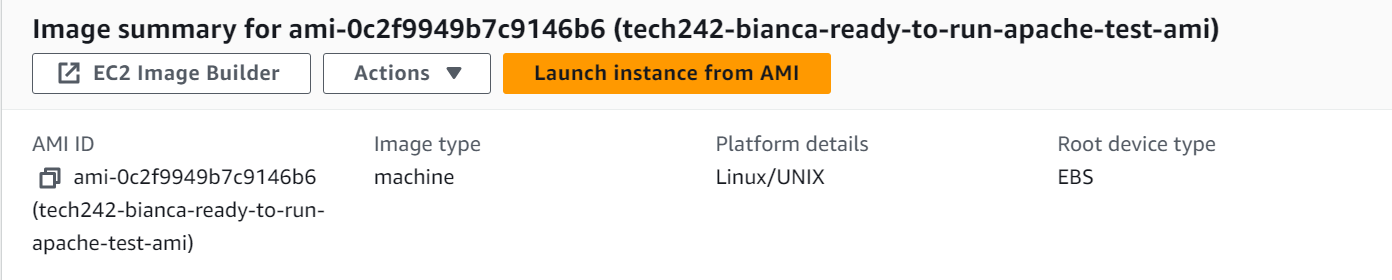 Image summary for ami-0c2f9949b7c9146b6 (tech242-bianca-ready-to-run-apache-test-ami)
EC2 Image Builder
Actions
Launch instance from AMI
AMI ID
ami-0c2f9949b7c9146b6
(tech242-bianca-ready-to-run-
apache-test-ami)
Image type
machine
Platform details
Linux/UNIX
Root device type
EBS